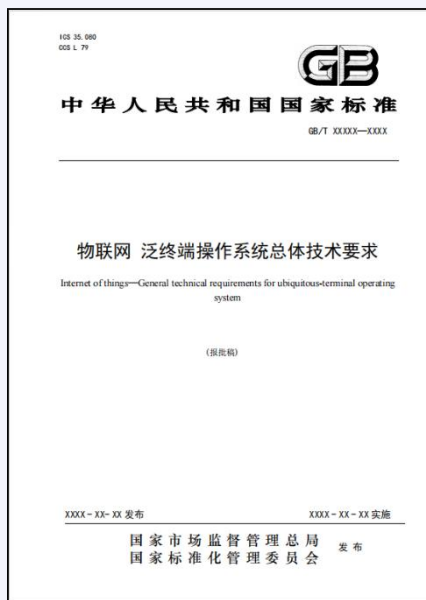 ICS 35.080
CCS L 79
GB
中华人民共和国国家标准
GB/T XXXXX—XXXX
物联网 泛终端操作系统总体技术要求
Internet of things—General technical requirements for ubiquitous-terminal operating
system
(报批稿)
XXXX-XX-XX 发布
XXXX-XX-XX 实施
国家市场监督管理总局
国家标准化管理委员会
发布